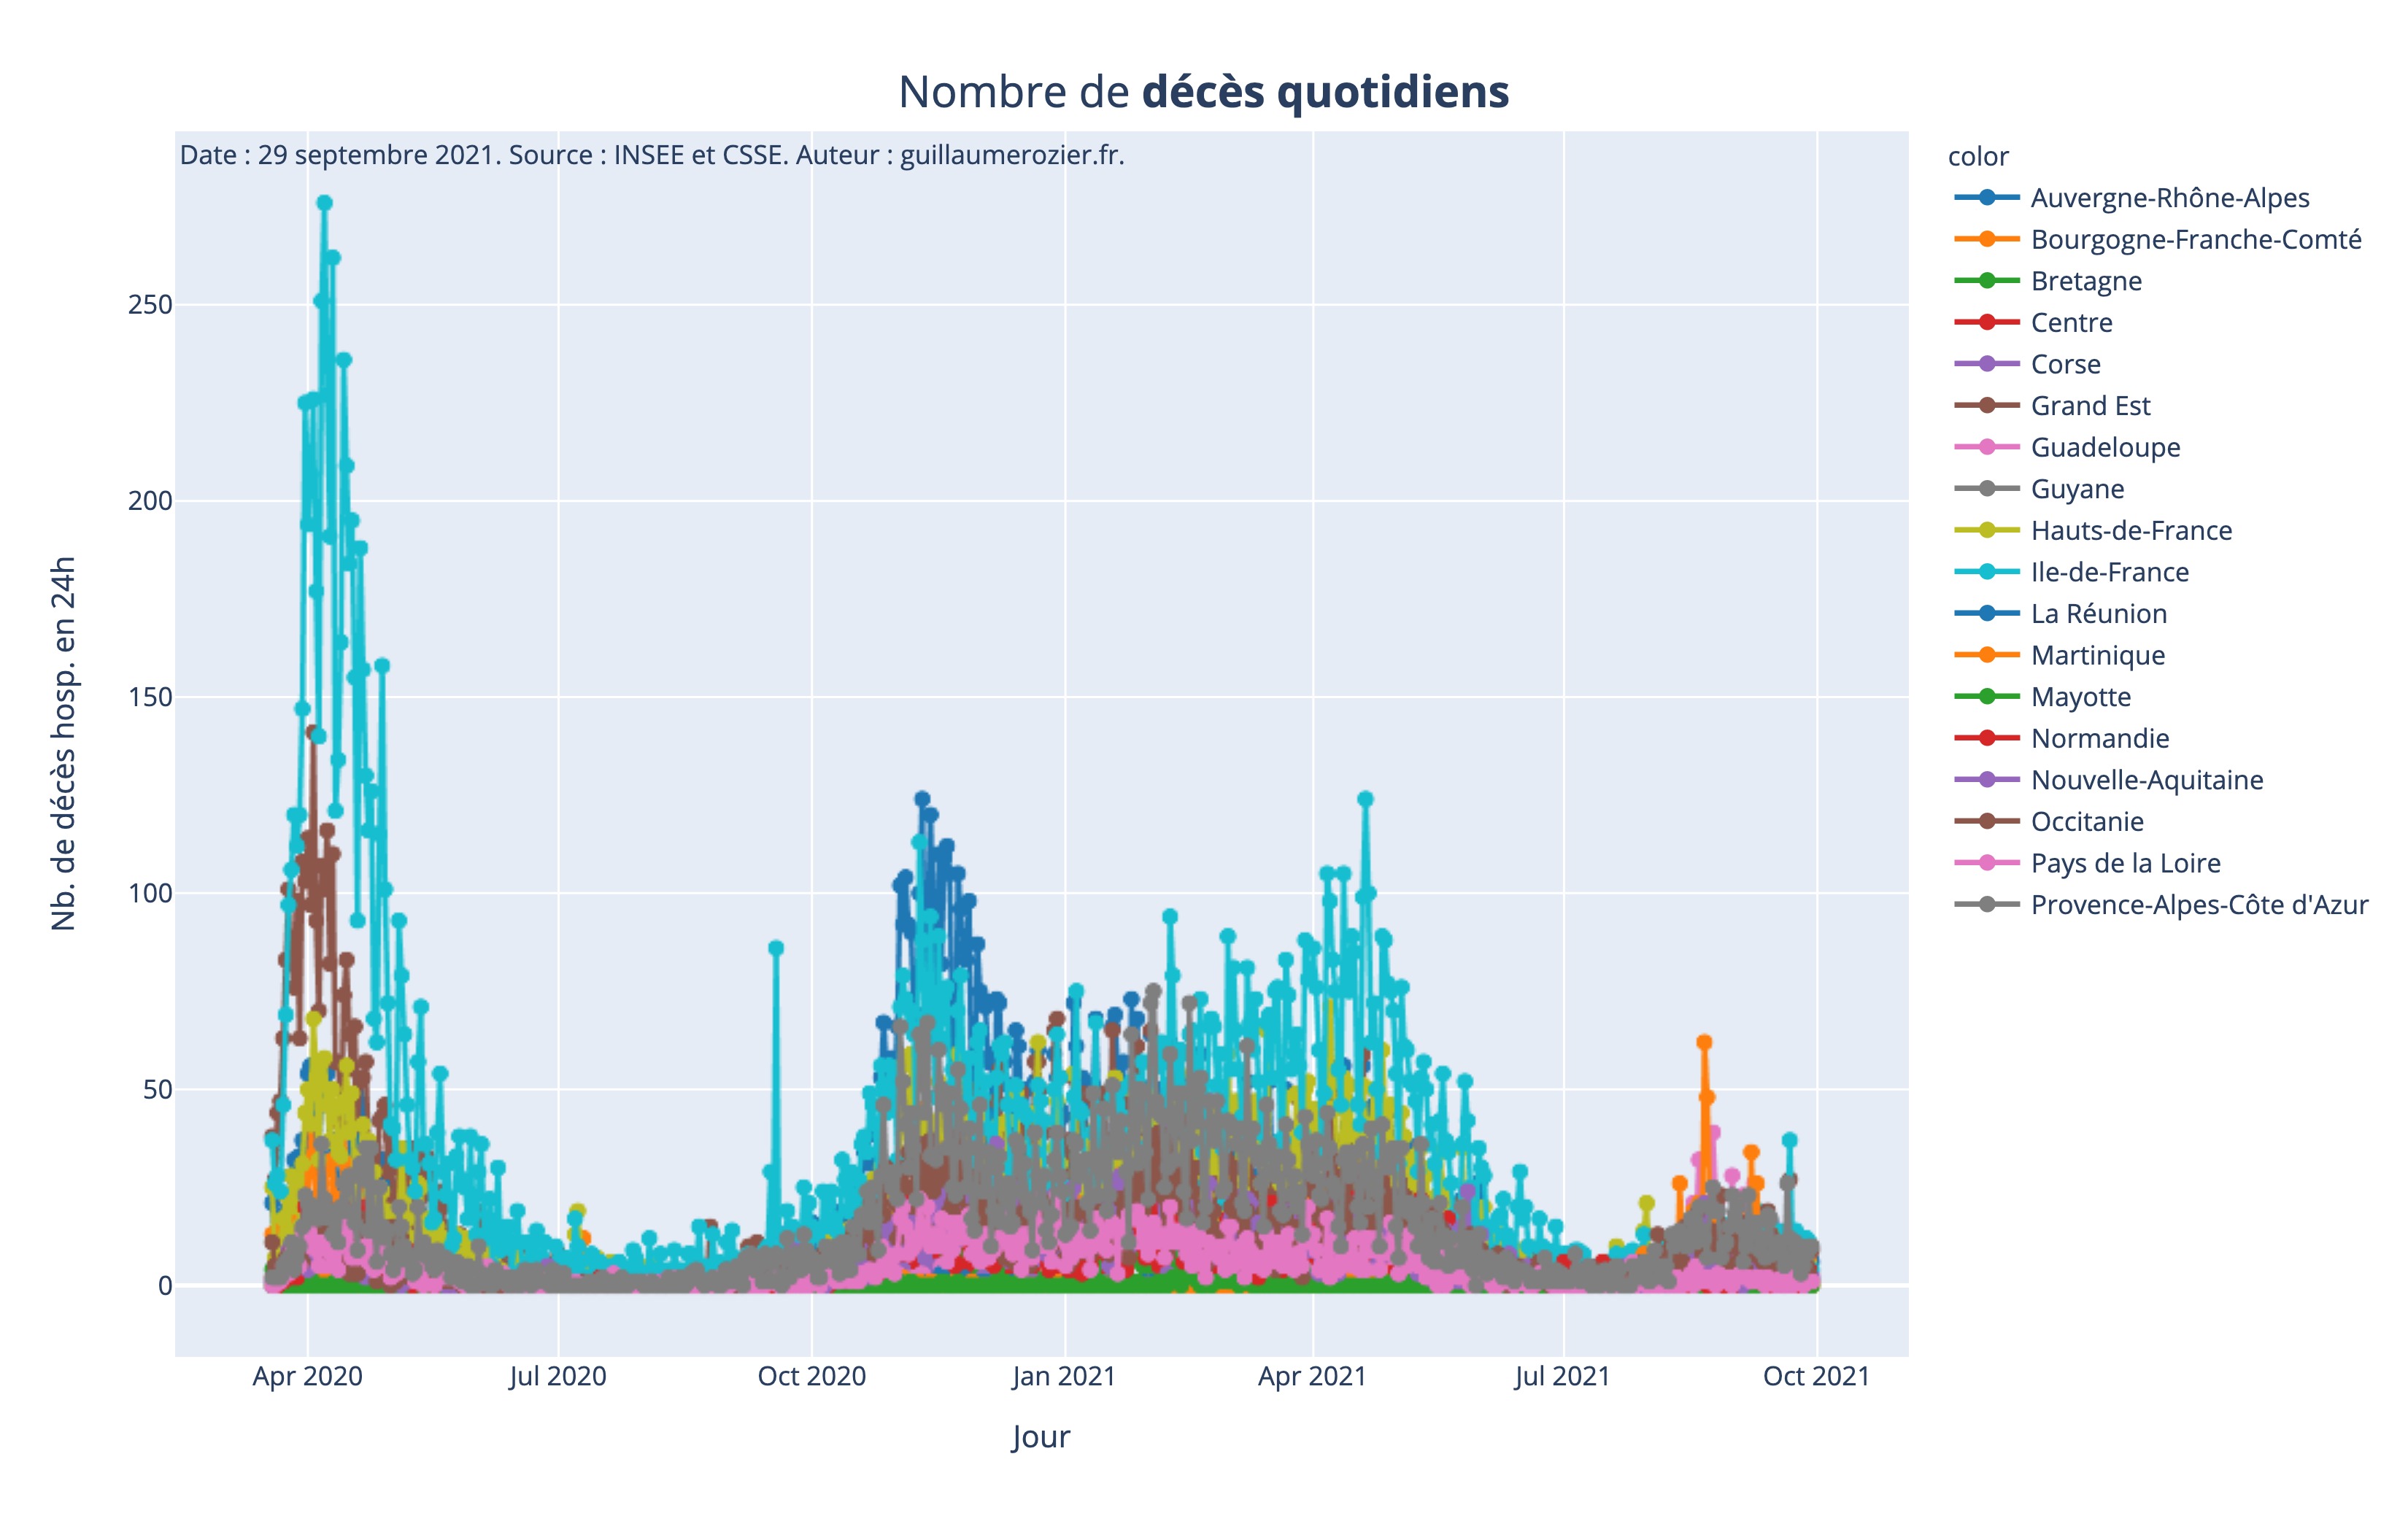 Nombre de décès quotidiens
Date : 29 septembre 2021. Source : INSEE et CSSE. Auteur : guillaumerozier.fr.
Nb. de décès hosp. en 24h
250
200
150
100
50
0
Apr 2020
Jul 2020
Oct 2020
Jan 2021
Apr 2021
Jul 2021
Oct 2021
Jour
color
Auvergne-Rhône-Alpes
Bourgogne-Franche-Comté
Bretagne
Centre
Corse
Grand Est
Guadeloupe
Guyane
Hauts-de-France
Ile-de-France
La Réunion
Martinique
Mayotte
Normandie
Nouvelle-Aquitaine
Occitanie
Pays de la Loire
Provence-Alpes-Côte d'Azur